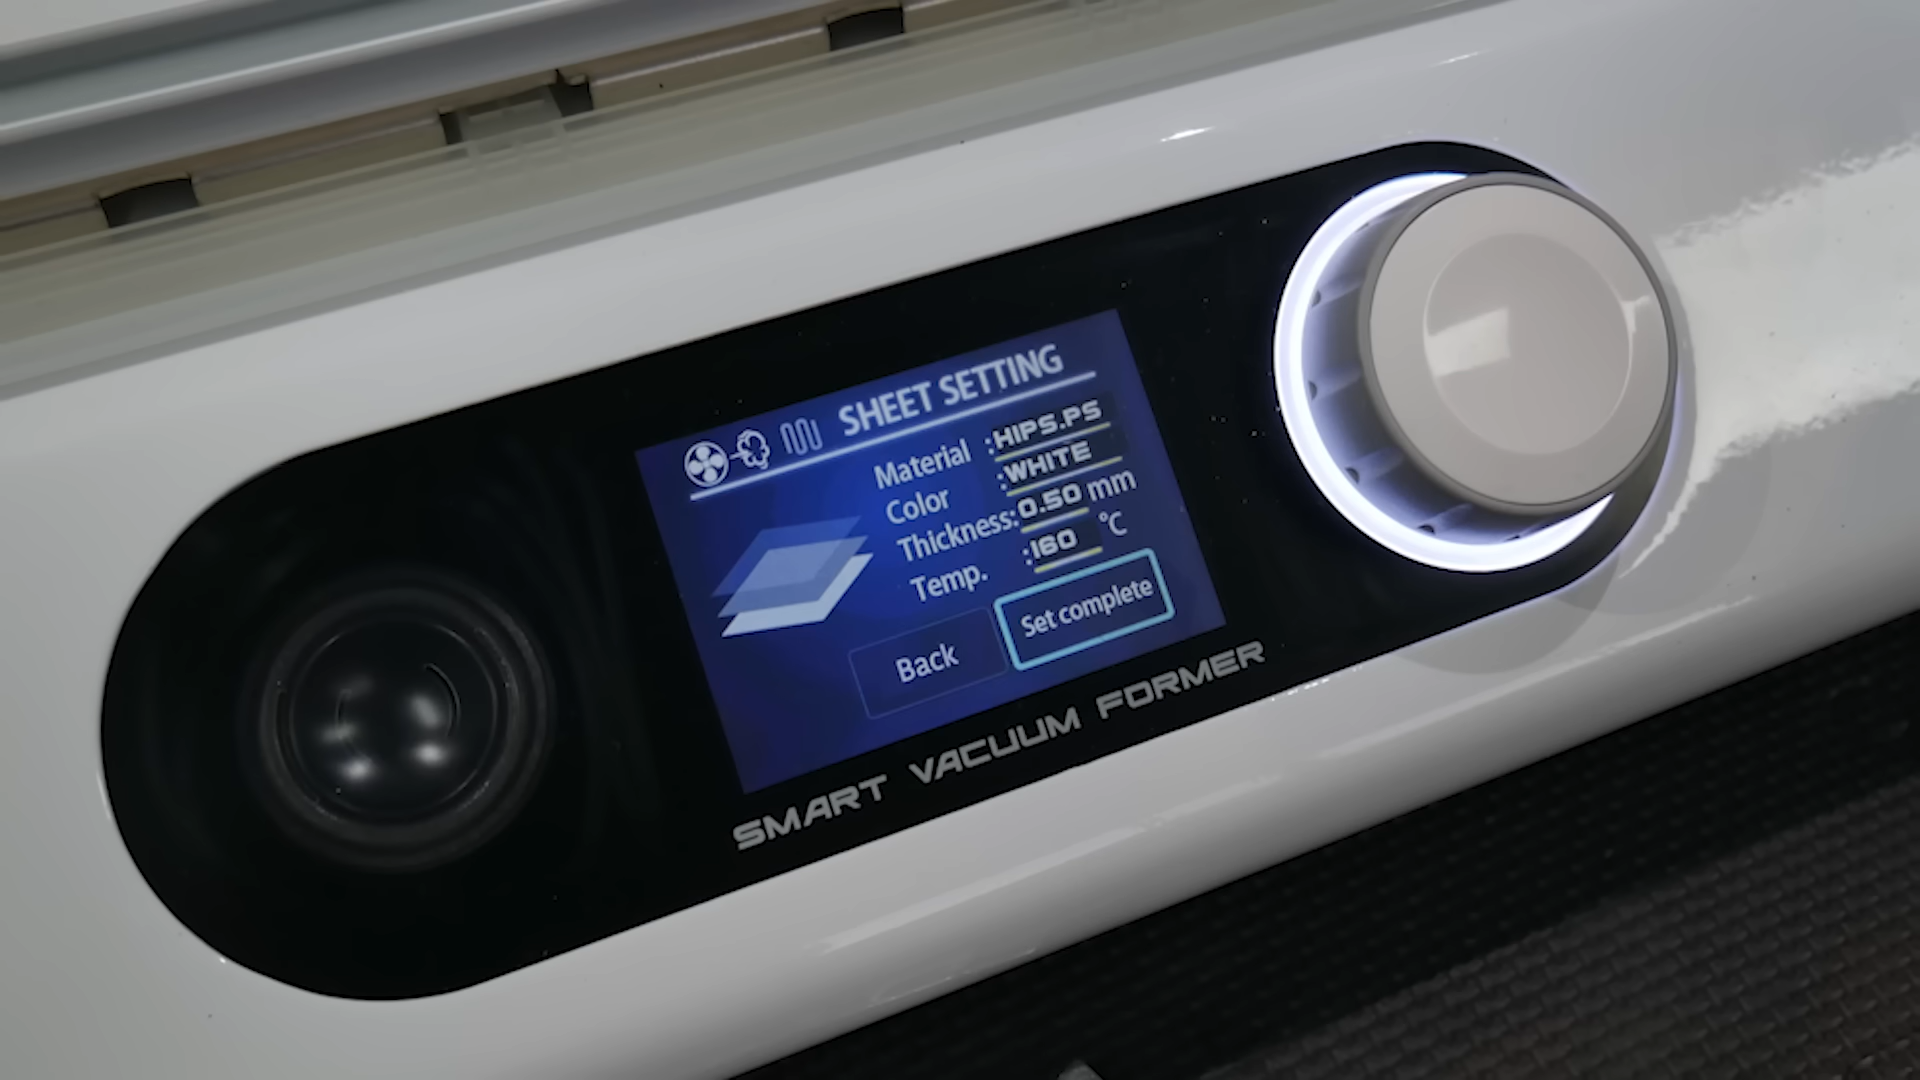 SHEET SETTING
Material :HIPS.PS
Color :WHITE
Thickness:0.50 mm
Temp. :160 °C
Back
Set complete
SMART VACUUM FORMER